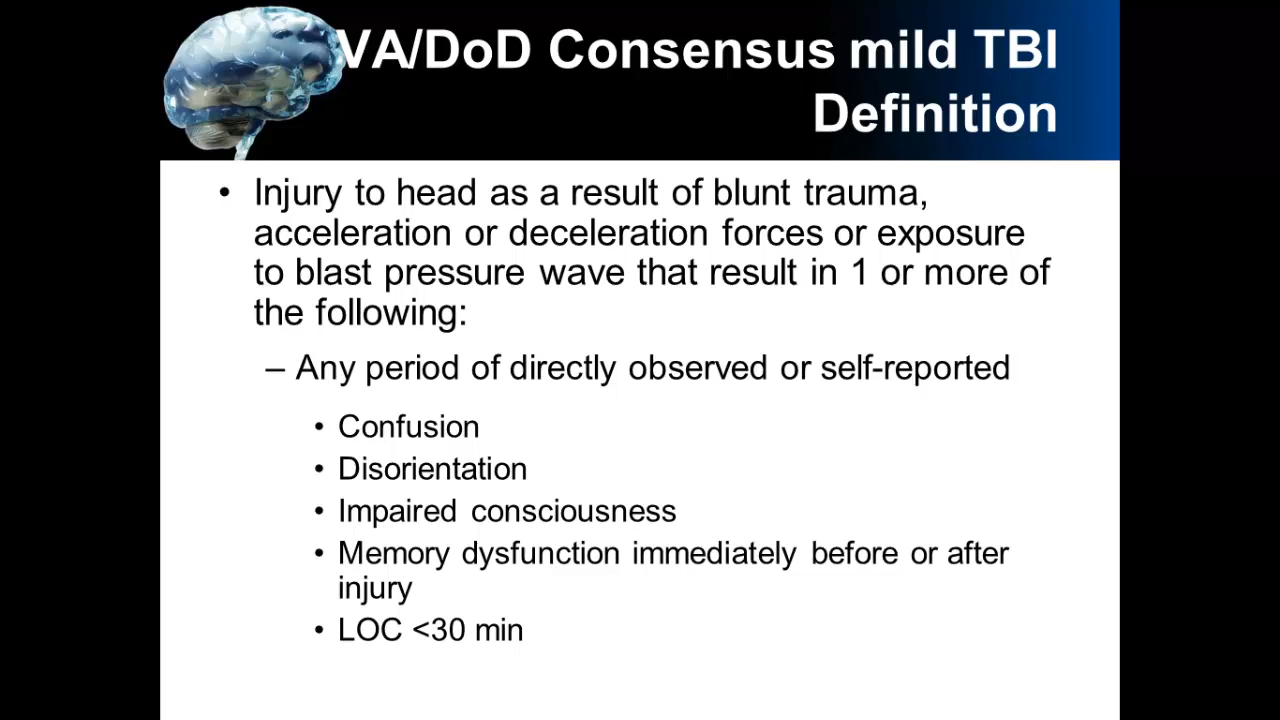 VA/DoD Consensus mild TBI
Definition
• Injury to head as a result of blunt trauma,
acceleration or deceleration forces or exposure
to blast pressure wave that result in 1 or more of
the following:
– Any period of directly observed or self-reported
• Confusion
• Disorientation
• Impaired consciousness
• Memory dysfunction immediately before or after
injury
• LOC <30 min